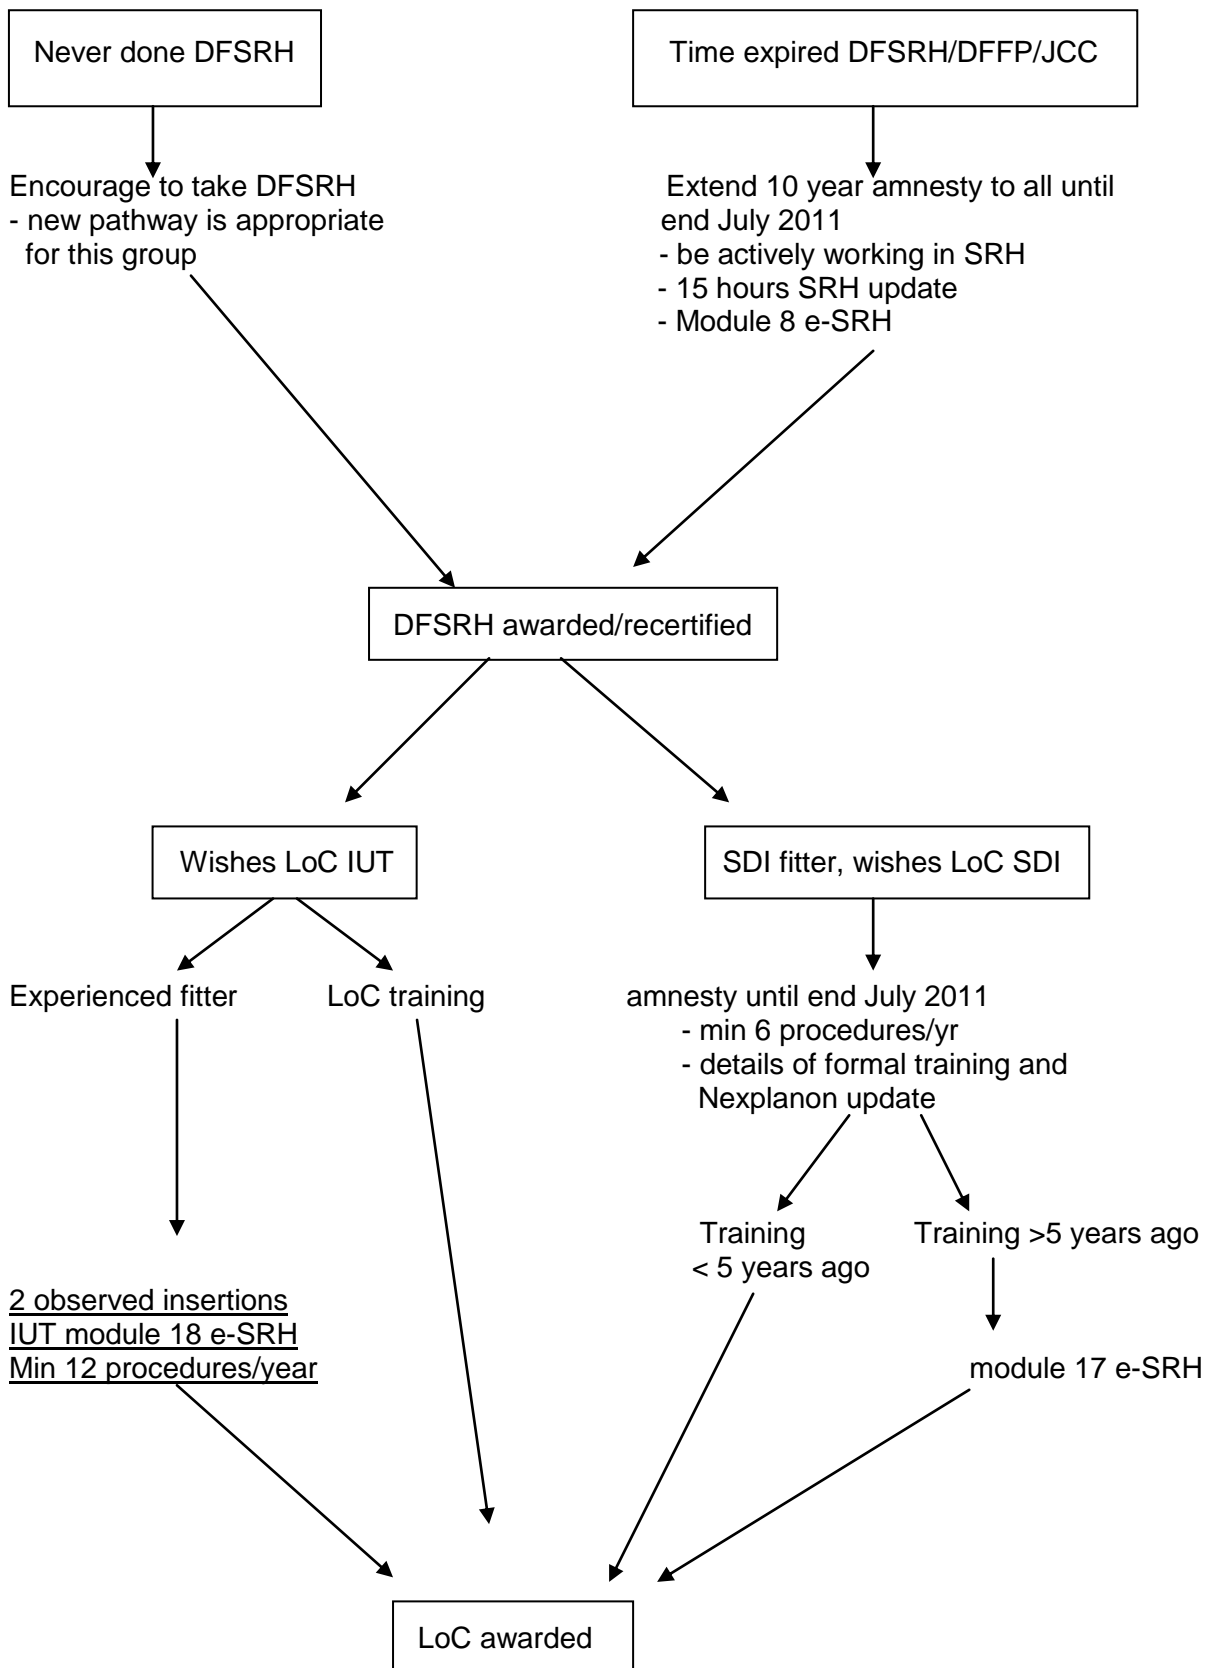 Never done DFSRH
Time expired DFSRH/DFFP/JCC
Encourage to take DFSRH
- new pathway is appropriate
for this group
Extend 10 year amnesty to all until
end July 2011
- be actively working in SRH
- 15 hours SRH update
- Module 8 e-SRH
DFSRH awarded/recertified
Wishes LoC IUT
SDI fitter, wishes LoC SDI
Experienced fitter
LoC training
amnesty until end July 2011
- min 6 procedures/yr
- details of formal training and
Nexplanon update
Training
< 5 years ago
Training >5 years ago
2 observed insertions
IUT module 18 e-SRH
Min 12 procedures/year
module 17 e-SRH
LoC awarded